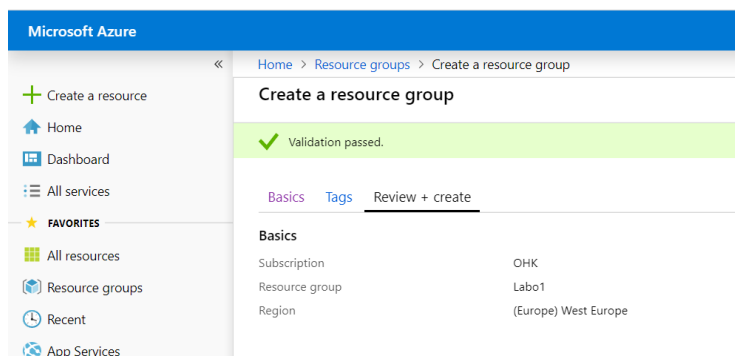 Microsoft Azure
«
Home > Resource groups > Create a resource group
Create a resource
Create a resource group
Home
Validation passed.
Dashboard
All services
Basics Tags Review + create
FAVORITES
Basics
All resources
Subscription OHK
Resource groups
Resource group Labo1
Recent
Region (Europe) West Europe
App Services